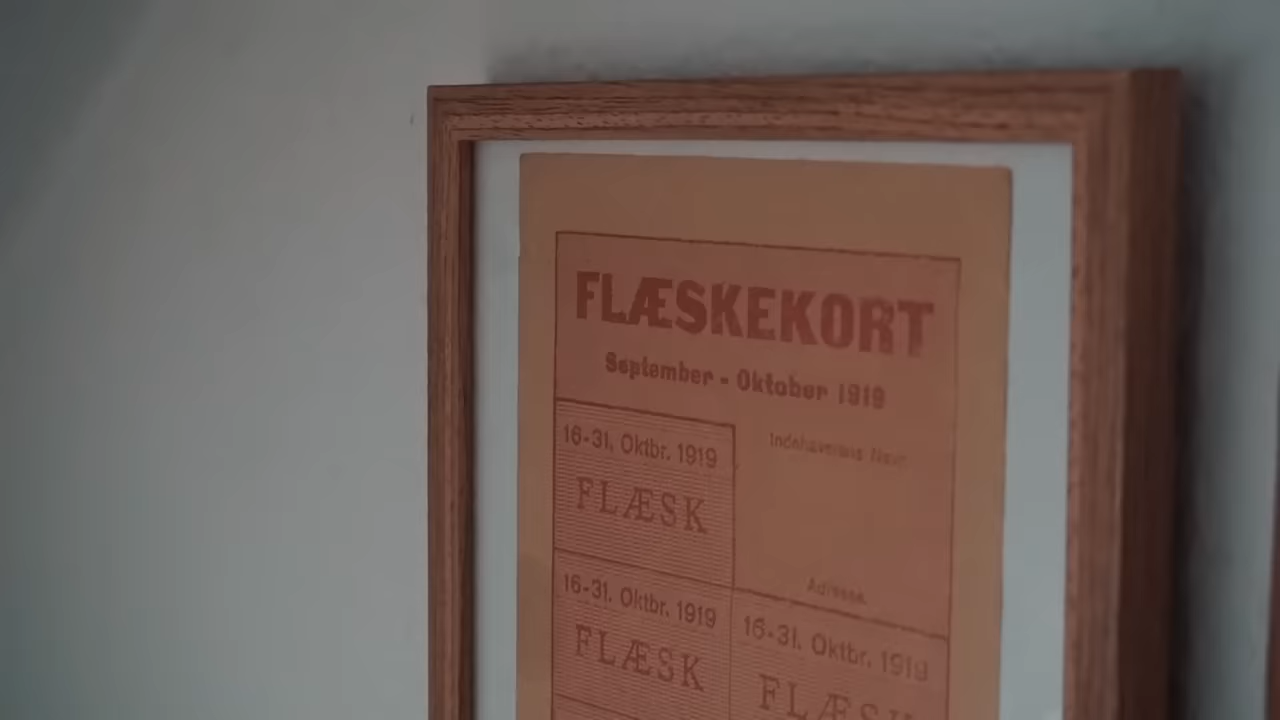 FLÆSKEKORT
September - Oktober 1919
16-31. Oktbr. 1919
FLÆSK
Indehaverens Navn
Adresse.
16-31. Oktbr. 1919
FLÆSK
16-31. Oktbr. 1919
FLÆSK